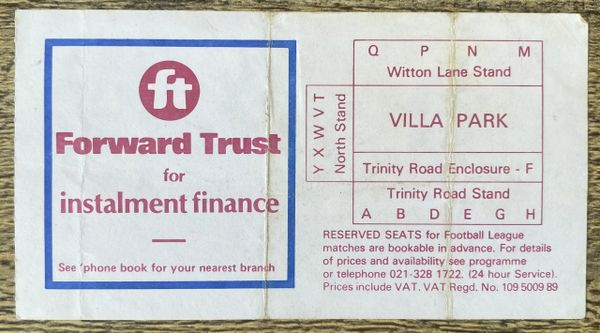 ft
Forward Trust
for
instalment finance
See 'phone book for your nearest branch
Q P N M
Witton Lane Stand
Y X W V T
North Stand
VILLA PARK
Trinity Road Enclosure - F
Trinity Road Stand
A B D E G H
RESERVED SEATS for Football League
matches are bookable in advance. For details
of prices and availability see programme
or telephone 021-328 1722. (24 hour Service).
Prices include VAT. VAT Regd. No. 109 5009 89